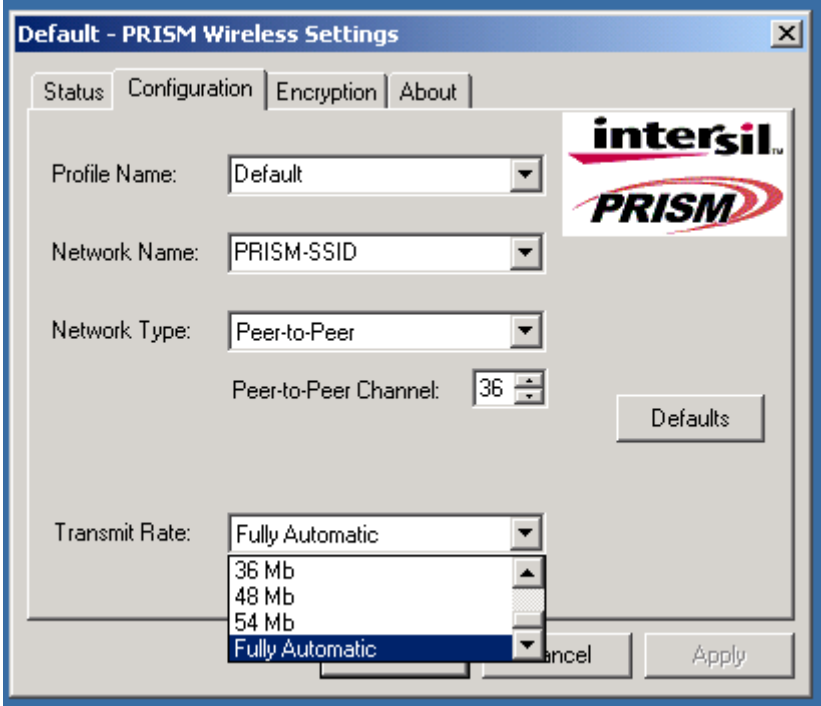 Default - PRISM Wireless Settings
Status Configuration Encryption About
intersil™
PRISM
Profile Name: Default
Network Name: PRISM-SSID
Network Type: Peer-to-Peer
Peer-to-Peer Channel: 36
Defaults
Transmit Rate: Fully Automatic
36 Mb
48 Mb
54 Mb
Fully Automatic
ncel Apply